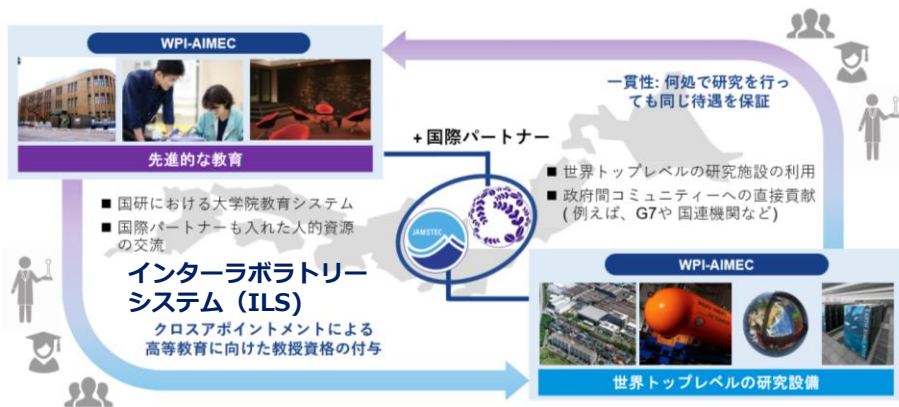 WPI-AIMEC
先進的な教育
一貫性: 何処で研究を行っ
ても同じ待遇を保証
+ 国際パートナー
■ 世界トップレベルの研究施設の利用
■ 政府間コミュニティーへの直接貢献
( 例えば、G7や 国連機関など)
■ 国研における大学院教育システム
■ 国際パートナーも入れた人的資源
の交流
JAMSTEC
インターラボラトリー
システム（ILS)
クロスアポイントメントによる
高等教育に向けた教授資格の付与
WPI-AIMEC
世界トップレベルの研究設備